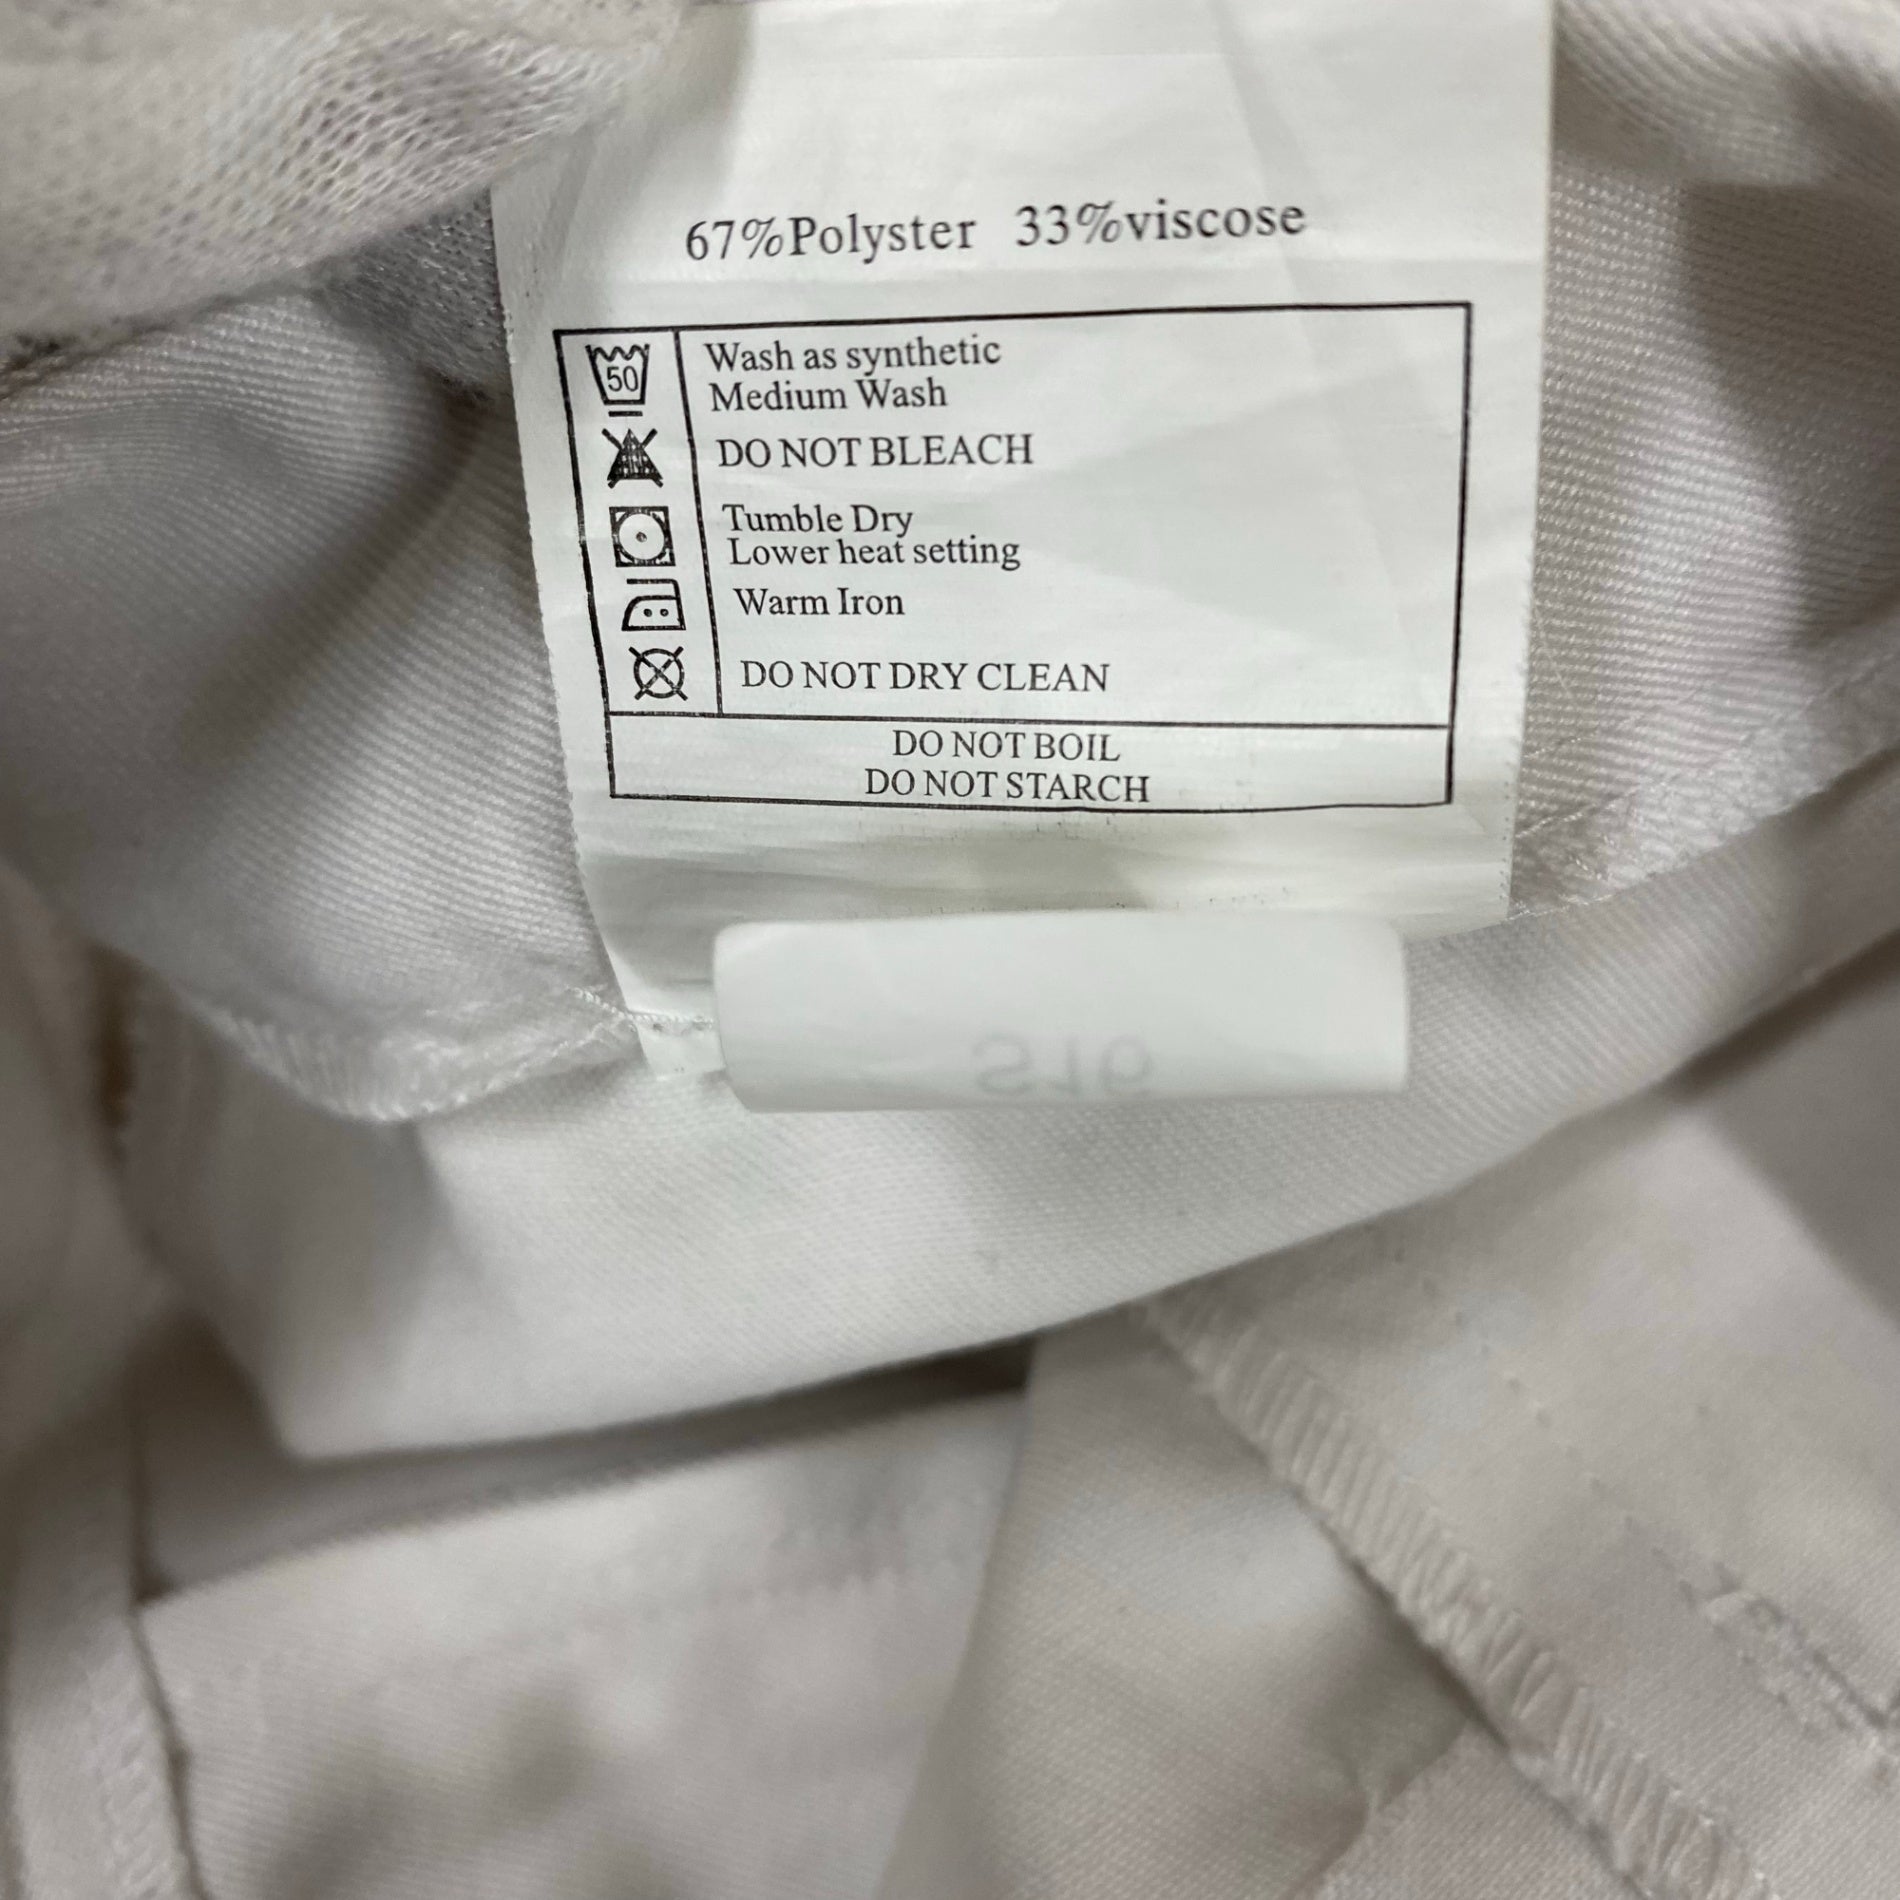 67%Polyster 33%viscose
50
Wash as synthetic
Medium Wash
DO NOT BLEACH
Tumble Dry
Lower heat setting
Warm Iron
DO NOT DRY CLEAN
DO NOT BOIL
DO NOT STARCH